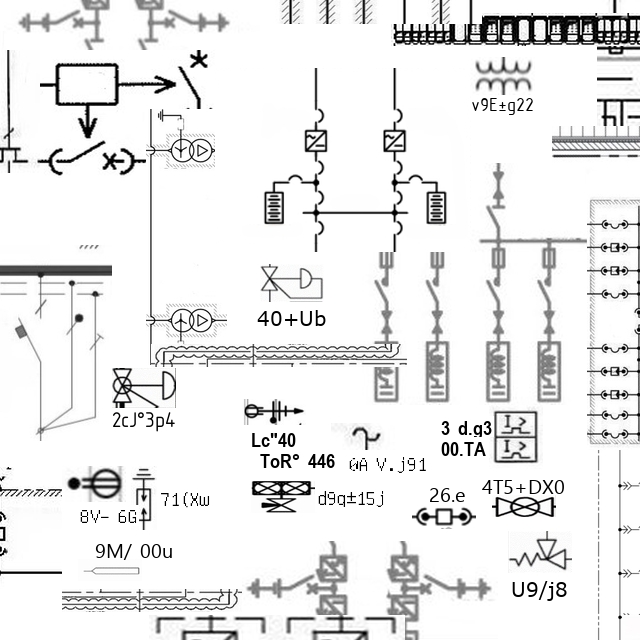 v9E±g22
40+Ub
2cJ°3p4
Lc"40
ToR° 446
3 d.g3
00.TA
0A V.j91
8V- 6G
71(Xw
d9q±15j
26.e
4T5+DX0
9M/ 00u
U9/j8